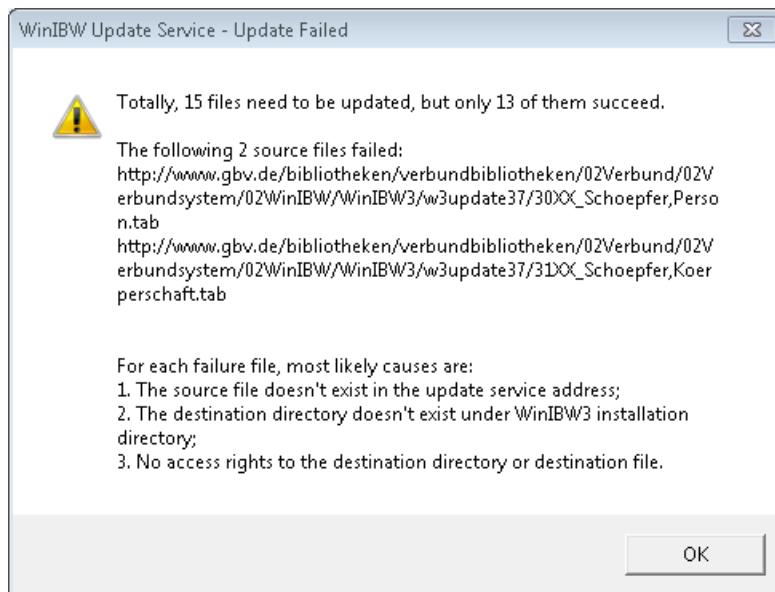 WinIBW Update Service - Update Failed
Totally, 15 files need to be updated, but only 13 of them succeed.
The following 2 source files failed:
http://www.gbv.de/bibliotheken/verbundbibliotheken/02Verbund/02V
erbundsystem/02WinIBW/WinIBW3/w3update37/30XX_Schoepfer,Perso
n.tab
http://www.gbv.de/bibliotheken/verbundbibliotheken/02Verbund/02V
erbundsystem/02WinIBW/WinIBW3/w3update37/31XX_Schoepfer,Koer
perschaft.tab
For each failure file, most likely causes are:
1. The source file doesn't exist in the update service address;
2. The destination directory doesn't exist under WinIBW3 installation
directory;
3. No access rights to the destination directory or destination file.
OK